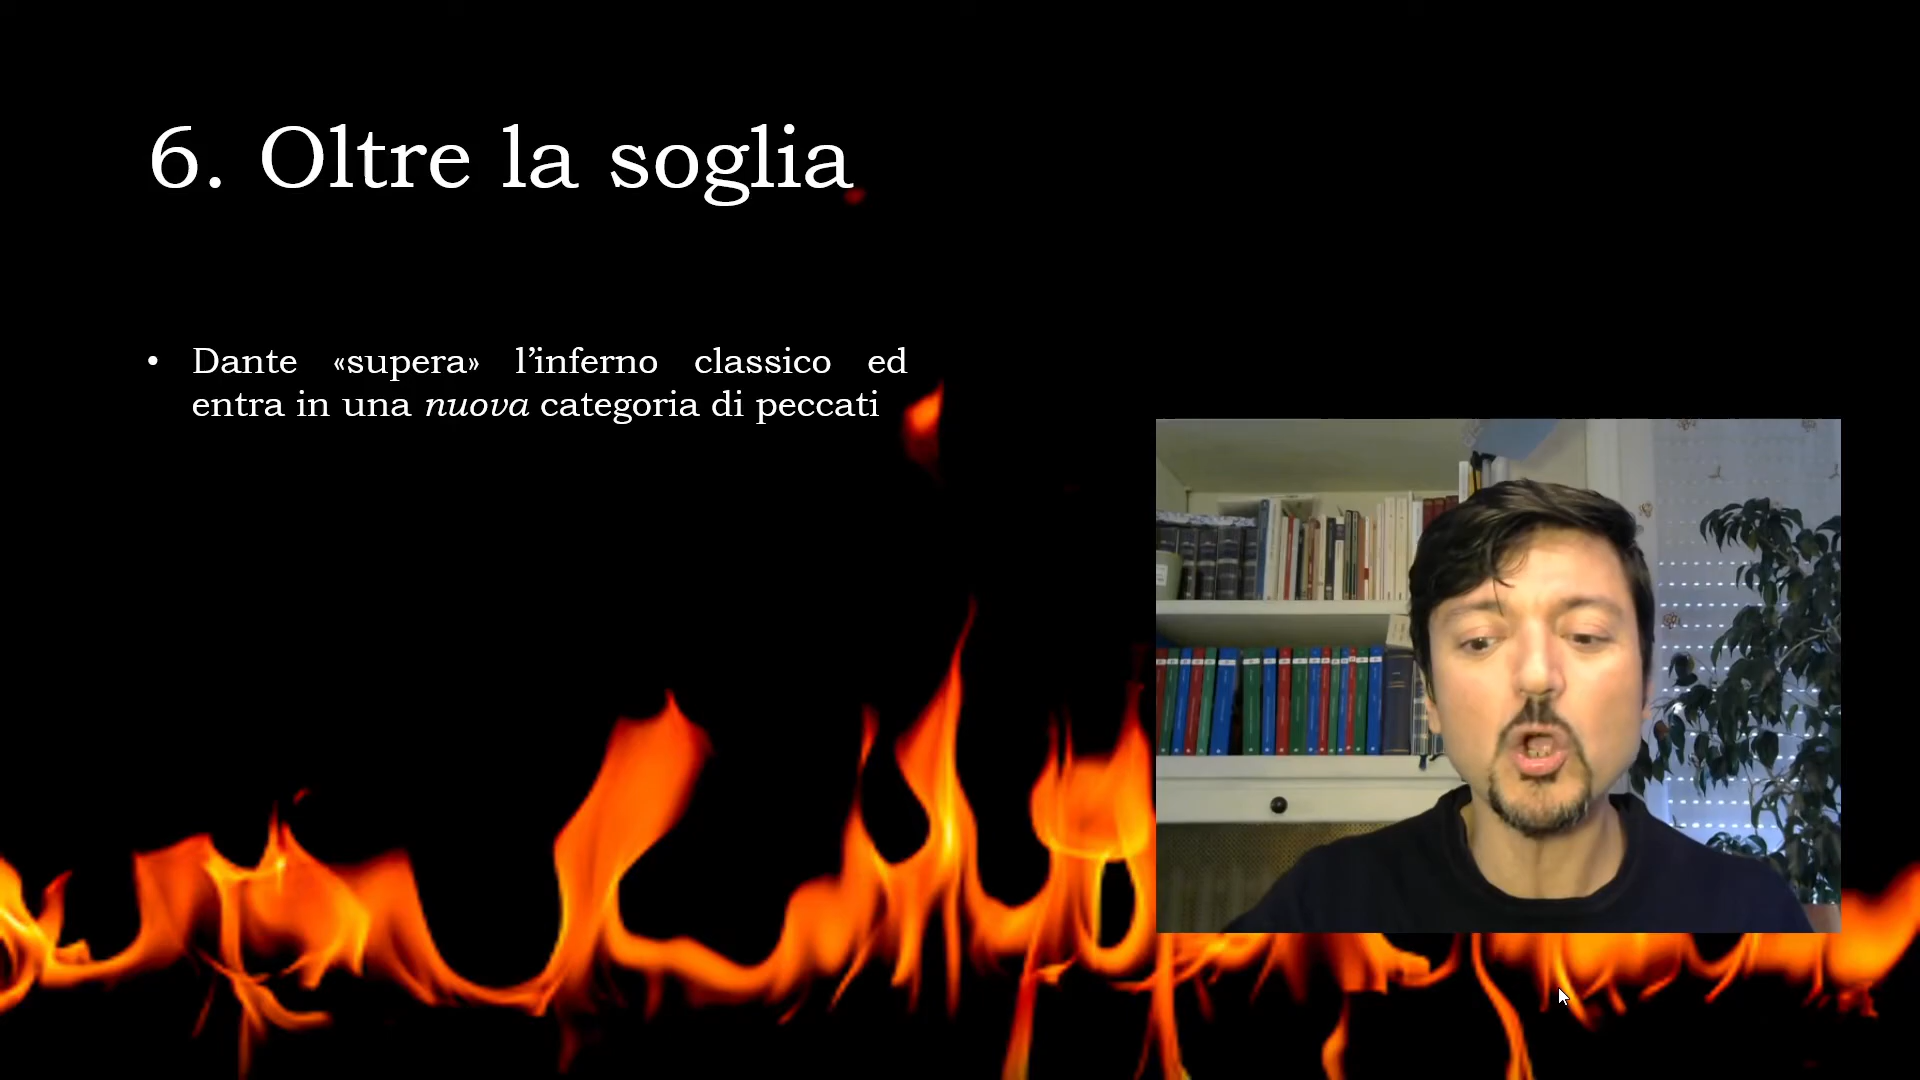 6. Oltre la soglia
• Dante «supera» l’inferno classico ed
entra in una nuova categoria di peccati